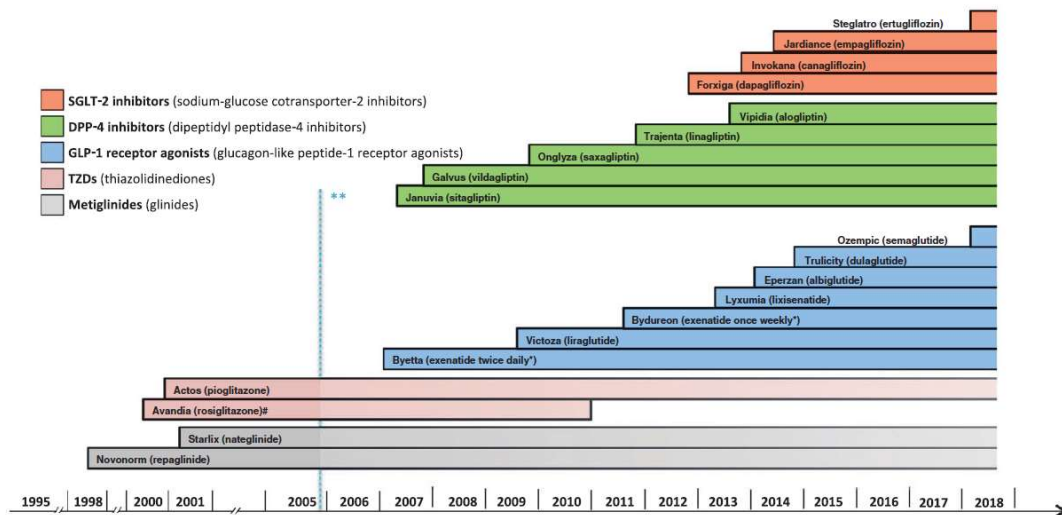 Steglatro (ertugliflozin)
Jardiance (empagliflozin)
Invokana (canagliflozin)
Forxiga (dapagliflozin)
SGLT-2 inhibitors (sodium-glucose cotransporter-2 inhibitors)
DPP-4 inhibitors (dipeptidyl peptidase-4 inhibitors)
GLP-1 receptor agonists (glucagon-like peptide-1 receptor agonists)
TZDs (thiazolidinediones)
Metiglinides (glinides)
Vipidia (alogliptin)
Trajenta (linagliptin)
Onglyza (saxagliptin)
Galvus (vildagliptin)
Januvia (sitagliptin)
**
Ozempic (semaglutide)
Trulicity (dulaglutide)
Eperzan (albiglutide)
Lyxumia (lixisenatide)
Bydureon (exenatide once weekly*)
Victoza (liraglutide)
Byetta (exenatide twice daily*)
Actos (pioglitazone)
Avandia (rosiglitazone)#
Starlix (nateglinide)
Novonorm (repaglinide)
1995 1998 2000 2001 2005 2006 2007 2008 2009 2010 2011 2012 2013 2014 2015 2016 2017 2018